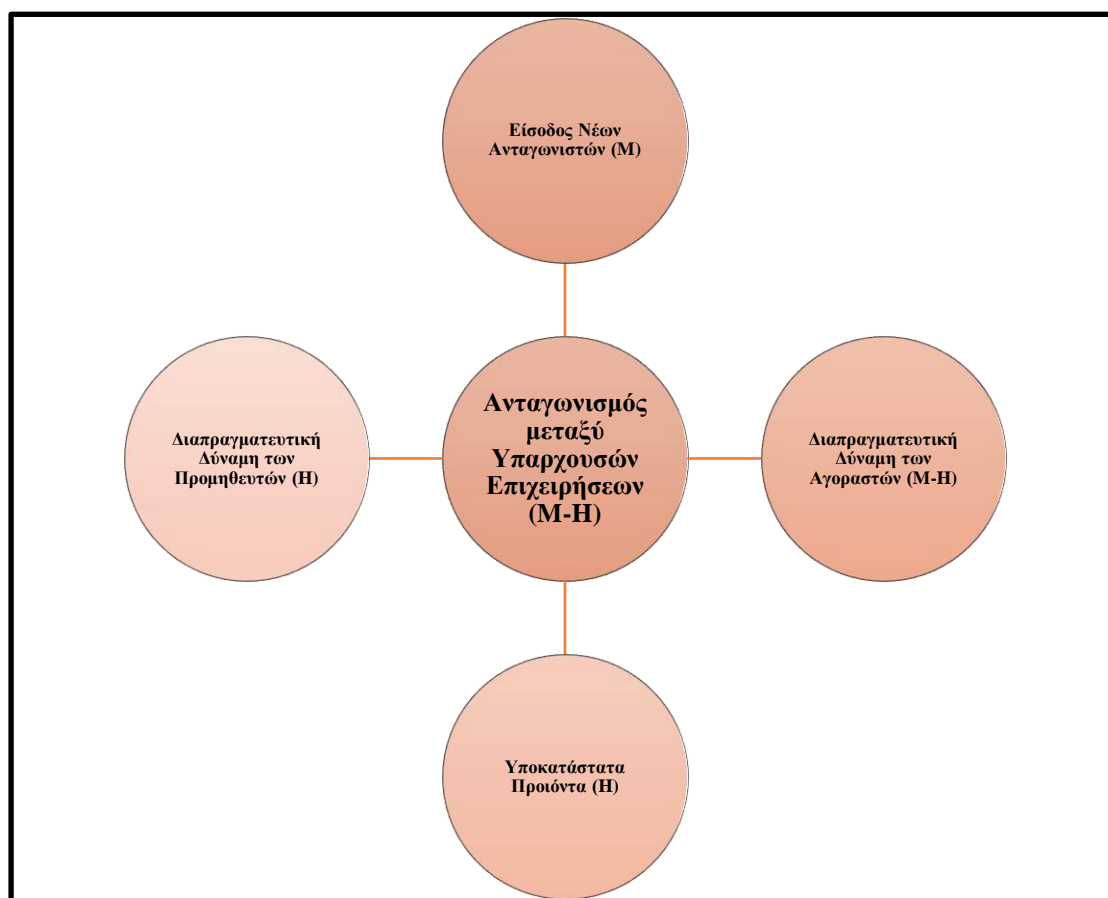 Είσοδος Νέων
Ανταγωνιστών (Μ)
Διαπραγματευτική
Δύναμη των
Προμηθευτών (Η)
Ανταγωνισμός
μεταξύ
Υπαρχουσών
Επιχειρήσεων
(Μ-Η)
Διαπραγματευτική
Δύναμη των
Αγοραστών (Μ-Η)
Υποκατάστατα
Προιόντα (Η)